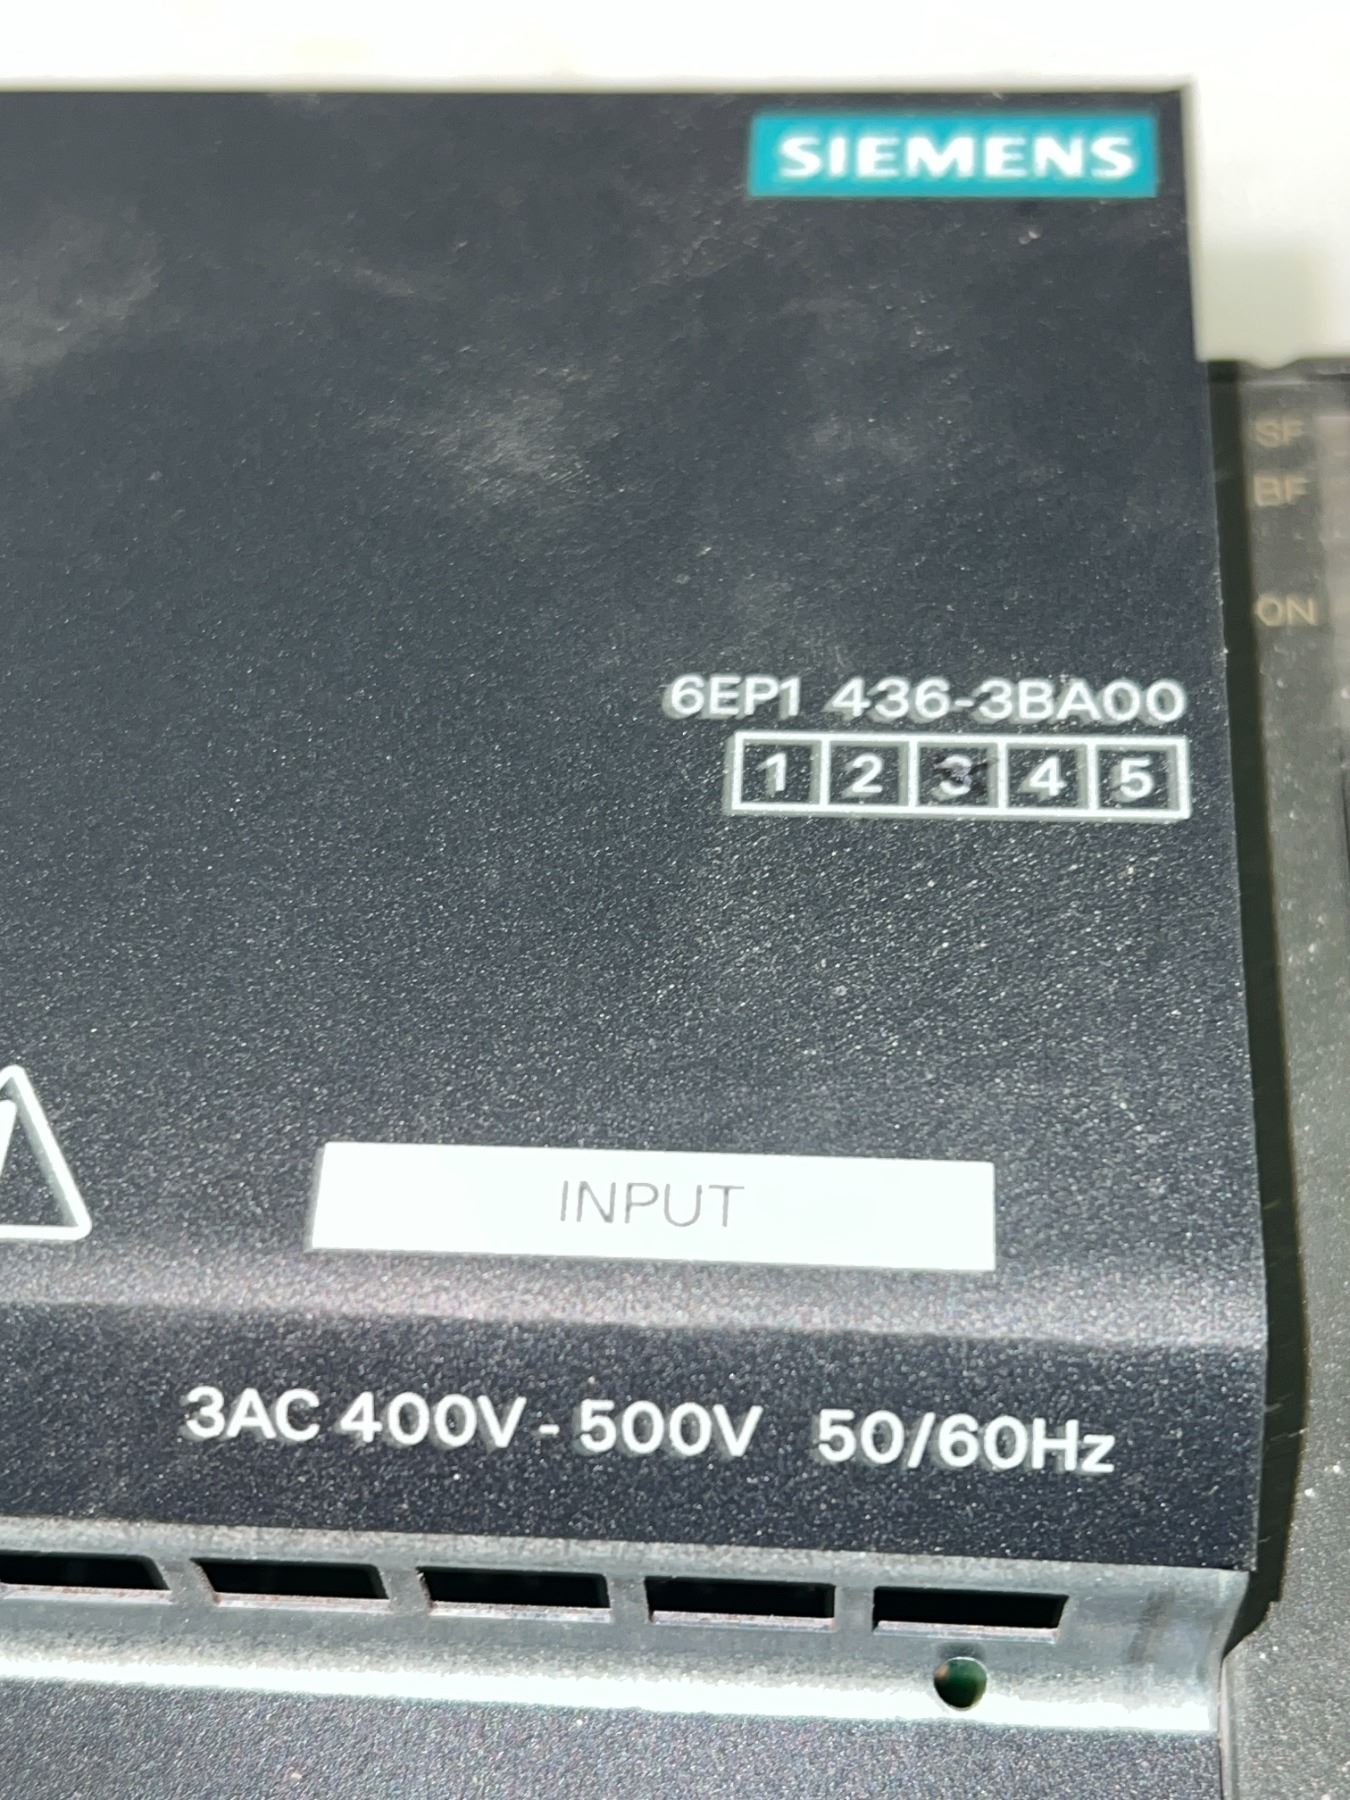 SIEMENS
SF
BF
ON
6EP1 436-3BA00
1 2 3 4 5
INPUT
3AC 400V - 500V 50/60Hz